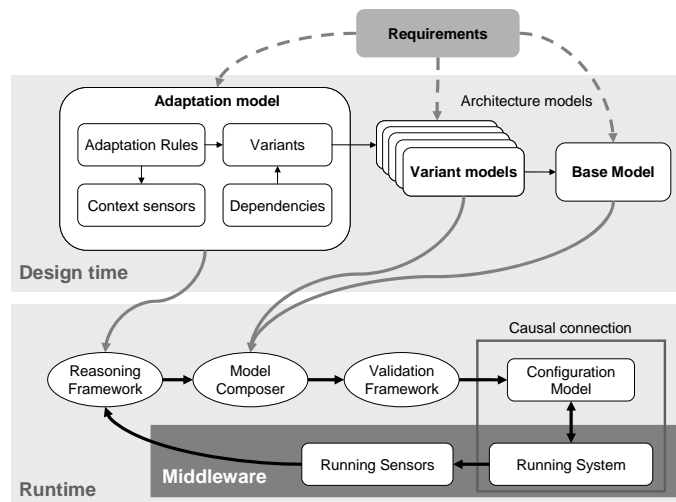 Requirements
Adaptation model
Architecture models
Adaptation Rules
Variants
Variant models
Base Model
Context sensors
Dependencies
Design time
Causal connection
Reasoning
Framework
Model
Composer
Validation
Framework
Configuration
Model
Middleware
Running Sensors
Running System
Runtime